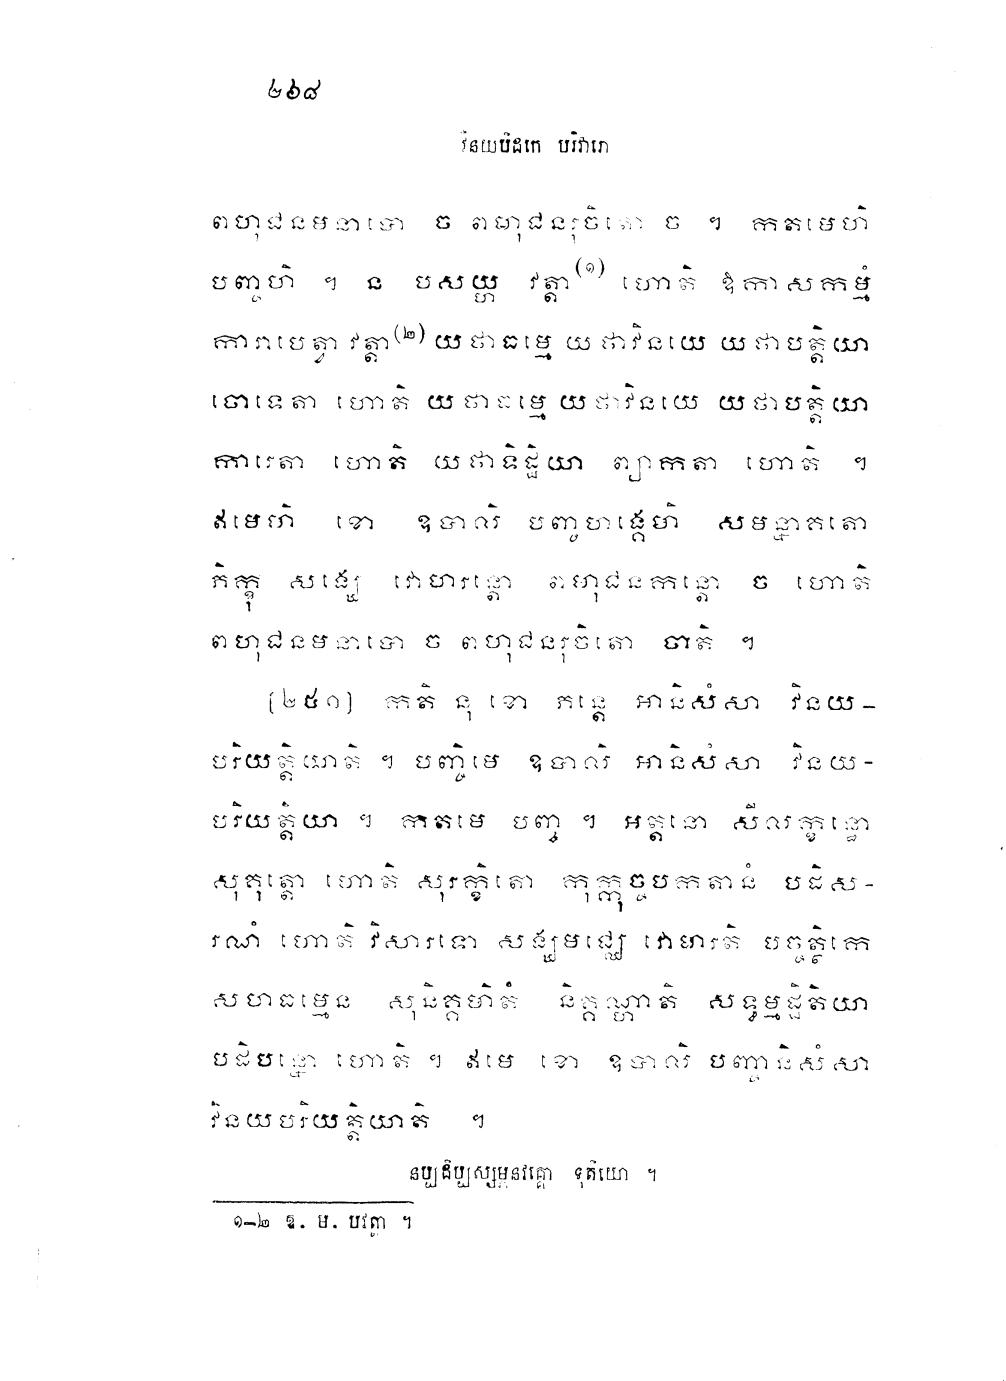 ២៦៨
វិនយបិដកេ បរិវារោ
ពហុជនមនាបោ ច ពហុជនរុចិតោ ច ។ កតមេហិ
បញ្ចហិ ។ ន បសយ្ហ វត្តា(១) ហោតិ ឱកាសកម្មំ
ការាបេត្វា វត្តា(២) យថាធម្មេ យថាវិនយេ យថាបត្តិយា
ចោទេតា ហោតិ យថាធម្មេ យថាវិនយេ យថាបត្តិយា
ការេតា ហោតិ យថាទិដ្ឋិយា ព្យាកតា ហោតិ ។
ឥមេហិ ខោ ឧបាលិ បញ្ចហង្គេហិ សមន្នាគតោ
ភិក្ខុ សង្ឃេ វោហរន្តោ ពហុជនកន្តោ ច ហោតិ
ពហុជនមនាបោ ច ពហុជនរុចិតោ ចាតិ ។
[២៥១] កតិ នុ ខោ ភន្តេ អានិសំសា វិនយ-
បរិយត្តិយាតិ ។ បញ្ចិមេ ឧបាលិ អានិសំសា វិនយ-
បរិយត្តិយា ។ កតមេ បញ្ច ។ អត្តនោ សីលក្ខន្ធោ
សុគុត្តោ ហោតិ សុរក្ខិតោ កុក្កុច្ចបកតានំ បដិស-
រណំ ហោតិ វិសារទោ សង្ឃមជ្ឈេ វោហរតិ បច្ចត្ថិកេ
សហធម្មេន សុនិគ្គហិតំ និគ្គណ្ហាតិ សទ្ធម្មដ្ឋិតិយា
បដិបន្នោ ហោតិ ។ ឥមេ ខោ ឧបាលិ បញ្ចានិសំសា
វិនយបរិយត្តិយាតិ ។
នប្បដិប្បស្សម្ភនវគ្គោ ទុតិយោ ។
១-២ ឱ. ម. បវត្តា ។